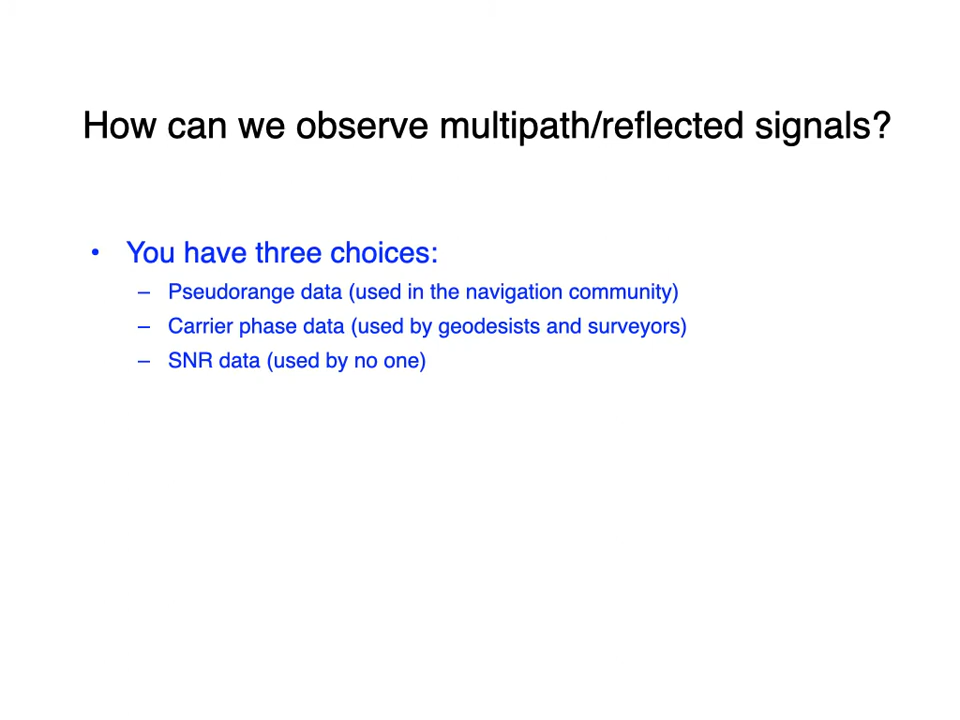 How can we observe multipath/reflected signals?
• You have three choices:
– Pseudorange data (used in the navigation community)
– Carrier phase data (used by geodesists and surveyors)
– SNR data (used by no one)